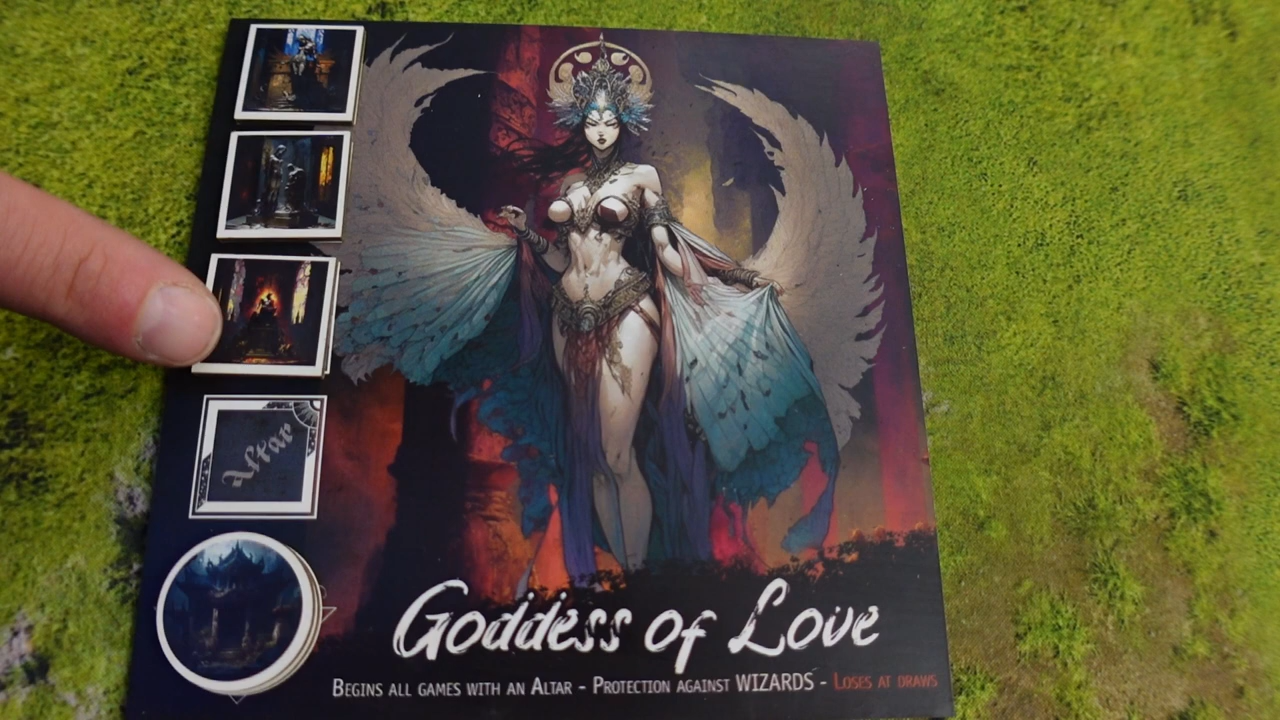 Altar
Goddess of Love
Begins all games with an Altar - Protection against WIZARDS - Loses at draws